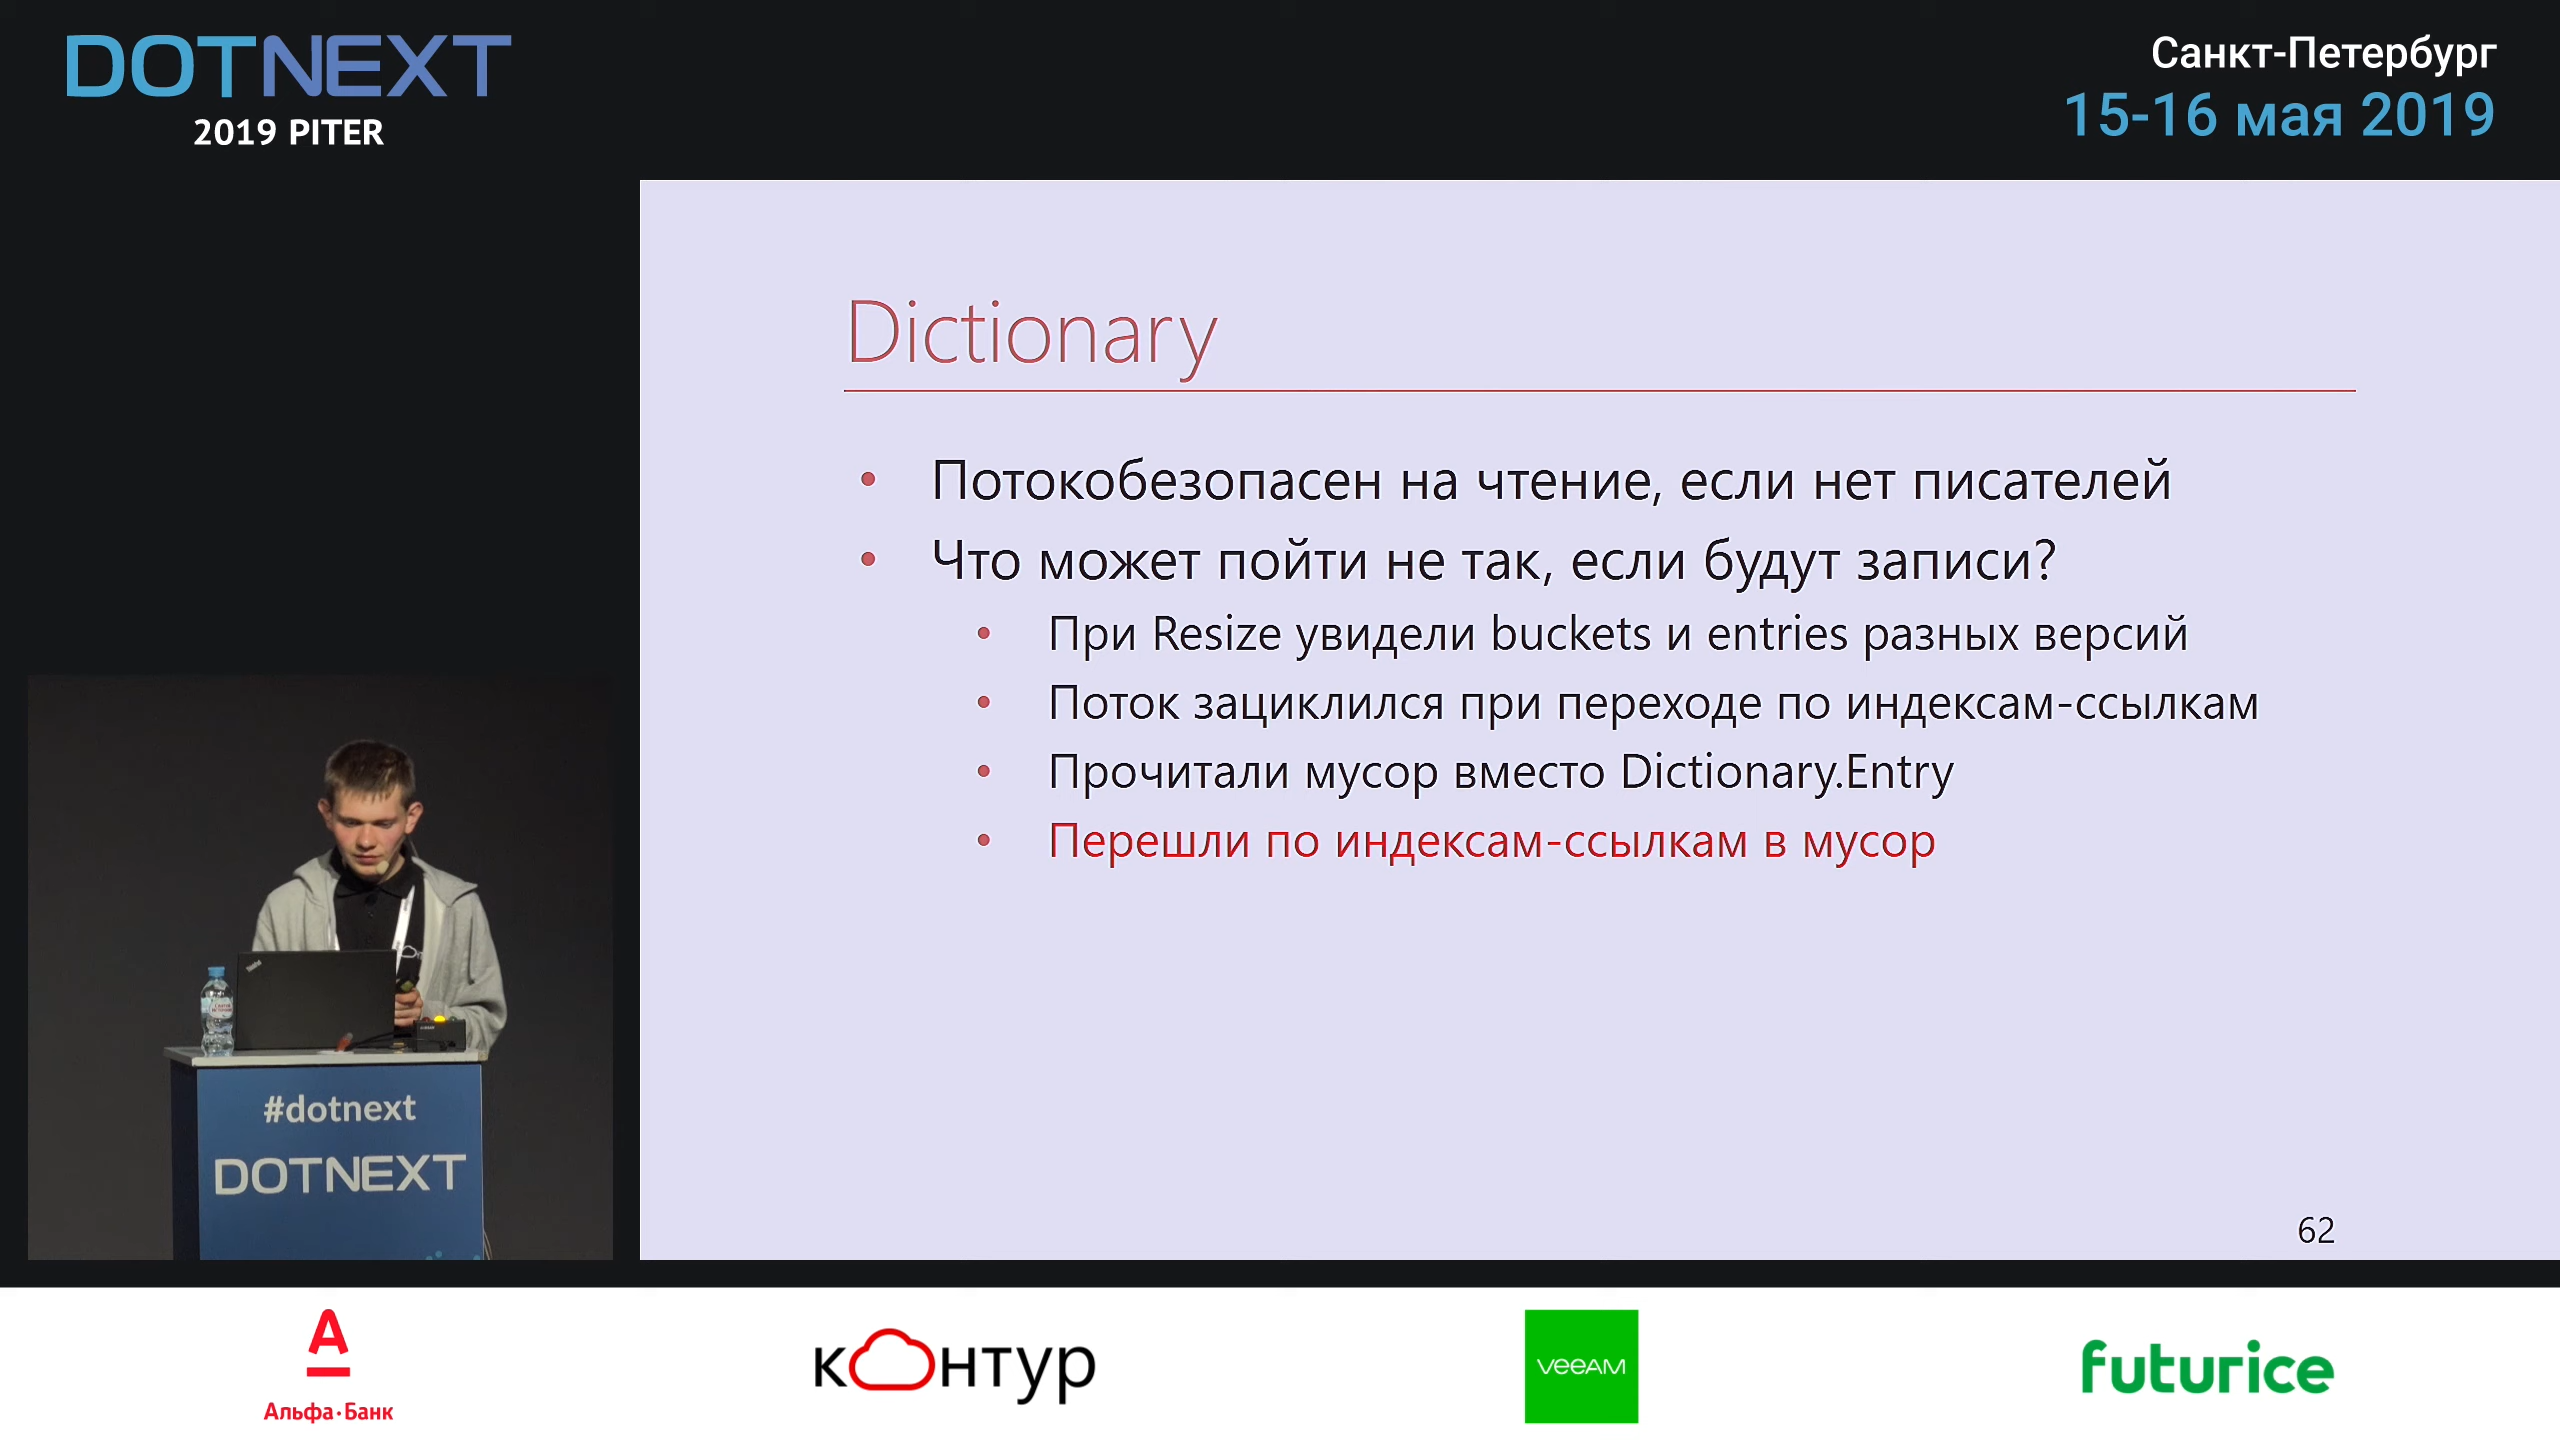 DOTNEXT
2019 PITER
Санкт-Петербург
15-16 мая 2019
Dictionary
• Потокобезопасен на чтение, если нет писателей
• Что может пойти не так, если будут записи?
• При Resize увидели buckets и entries разных версий
• Поток зациклился при переходе по индексам-ссылкам
• Прочитали мусор вместо Dictionary.Entry
• Перешли по индексам-ссылкам в мусор
62
ThinkPad
#dotnext
DOTNEXT
А
Альфа·Банк
контур
veeAM
futurice